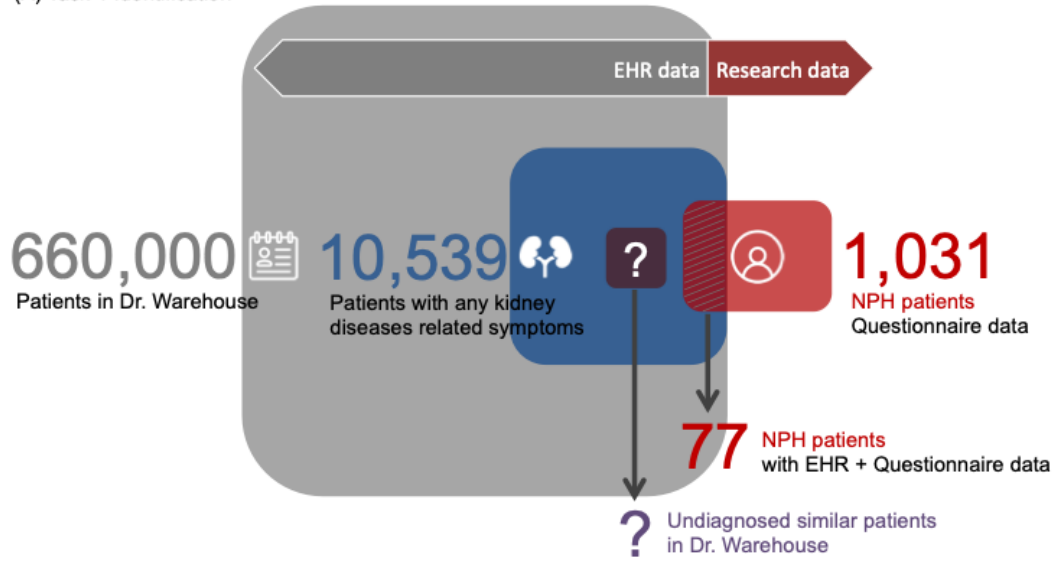 EHR data
Research data
660,000
Patients in Dr. Warehouse
10,539
Patients with any kidney
diseases related symptoms
?
1,031
NPH patients
Questionnaire data
77
NPH patients
with EHR + Questionnaire data
?
Undiagnosed similar patients
in Dr. Warehouse